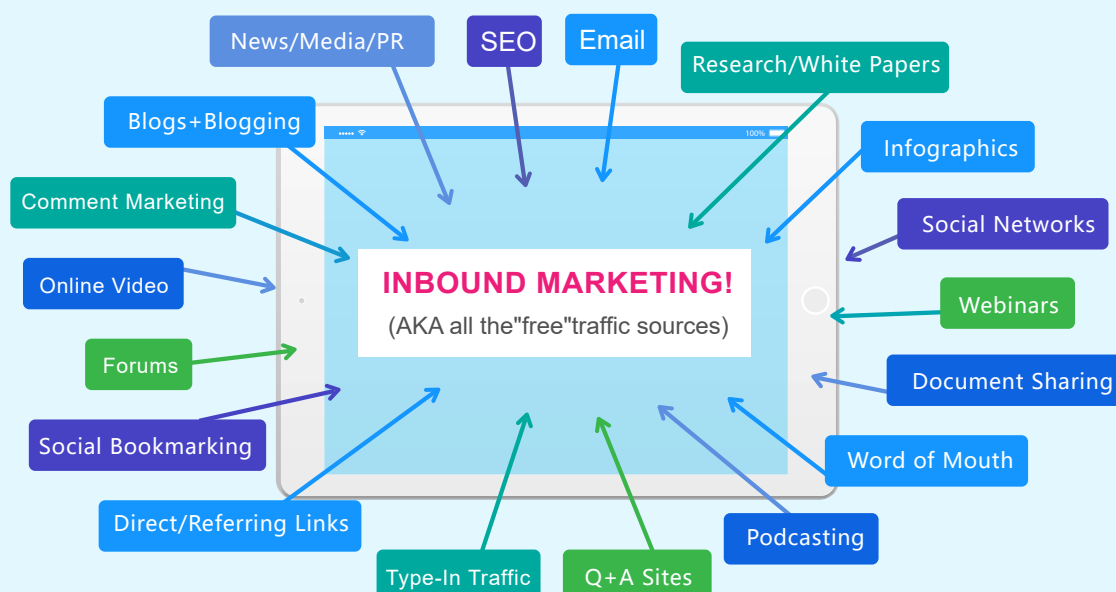 News/Media/PR
SEO
Email
Research/White Papers
Blogs+Blogging
100%
Infographics
Comment Marketing
Social Networks
Online Video
INBOUND MARKETING!
(AKA all the"free"traffic sources)
Webinars
Forums
Document Sharing
Social Bookmarking
Word of Mouth
Direct/Referring Links
Podcasting
Type-In Traffic
Q+A Sites